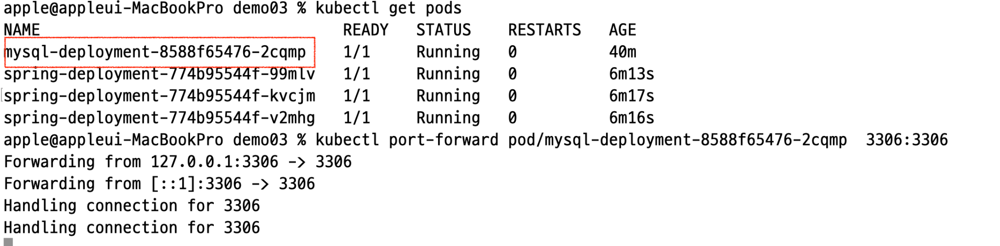 apple@appleui-MacBookPro demo03 % kubectl get pods
NAME READY STATUS RESTARTS AGE
mysql-deployment-8588f65476-2cqmp 1/1 Running 0 40m
spring-deployment-774b95544f-99mlv 1/1 Running 0 6m13s
spring-deployment-774b95544f-kvcjm 1/1 Running 0 6m17s
spring-deployment-774b95544f-v2mhg 1/1 Running 0 6m16s
apple@appleui-MacBookPro demo03 % kubectl port-forward pod/mysql-deployment-8588f65476-2cqmp  3306:3306
Forwarding from 127.0.0.1:3306 -> 3306
Forwarding from [::1]:3306 -> 3306
Handling connection for 3306
Handling connection for 3306